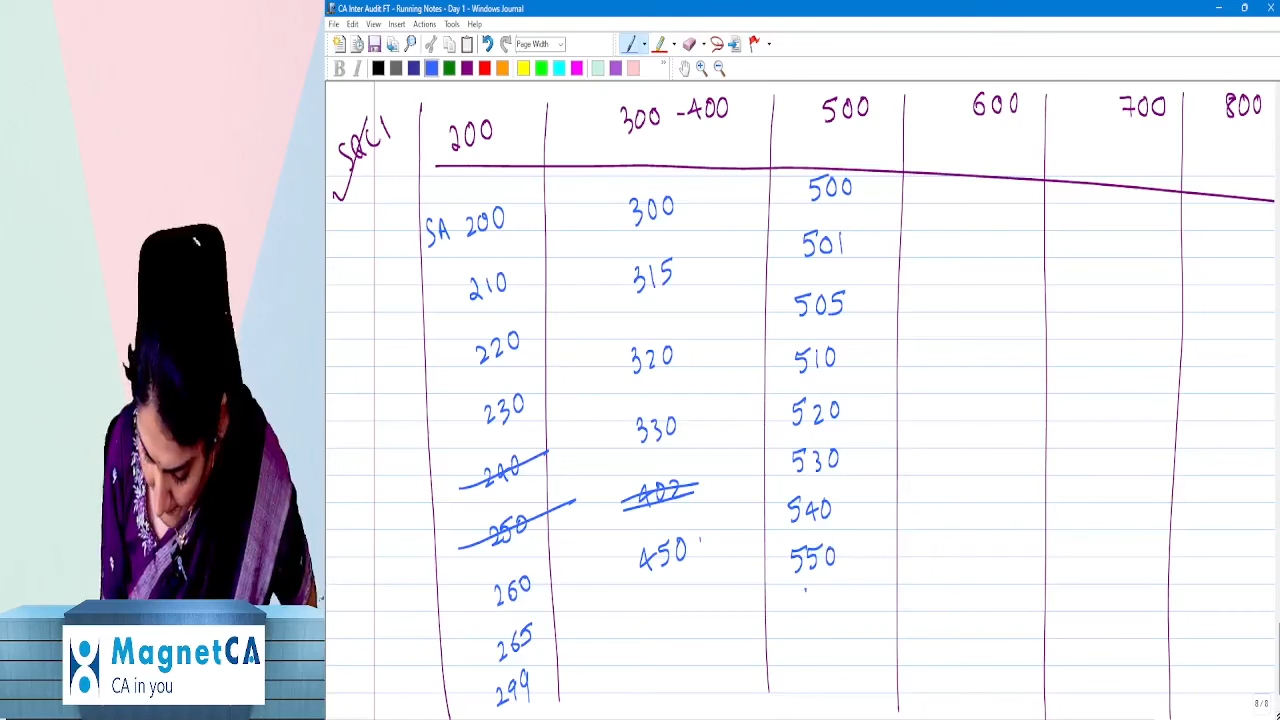 CA Inter Audit FT - Running Notes - Day 1 - Windows Journal
File Edit View Insert Actions Tools Help
Page Width
B I
200 300 -400 500 600 700 800
SA 200 300 500
210 315 501
220 320 505
230 330 510
240 402 520
250 450 530
260 540
265 550
299
MagnetCA
CA in you
8 / 8